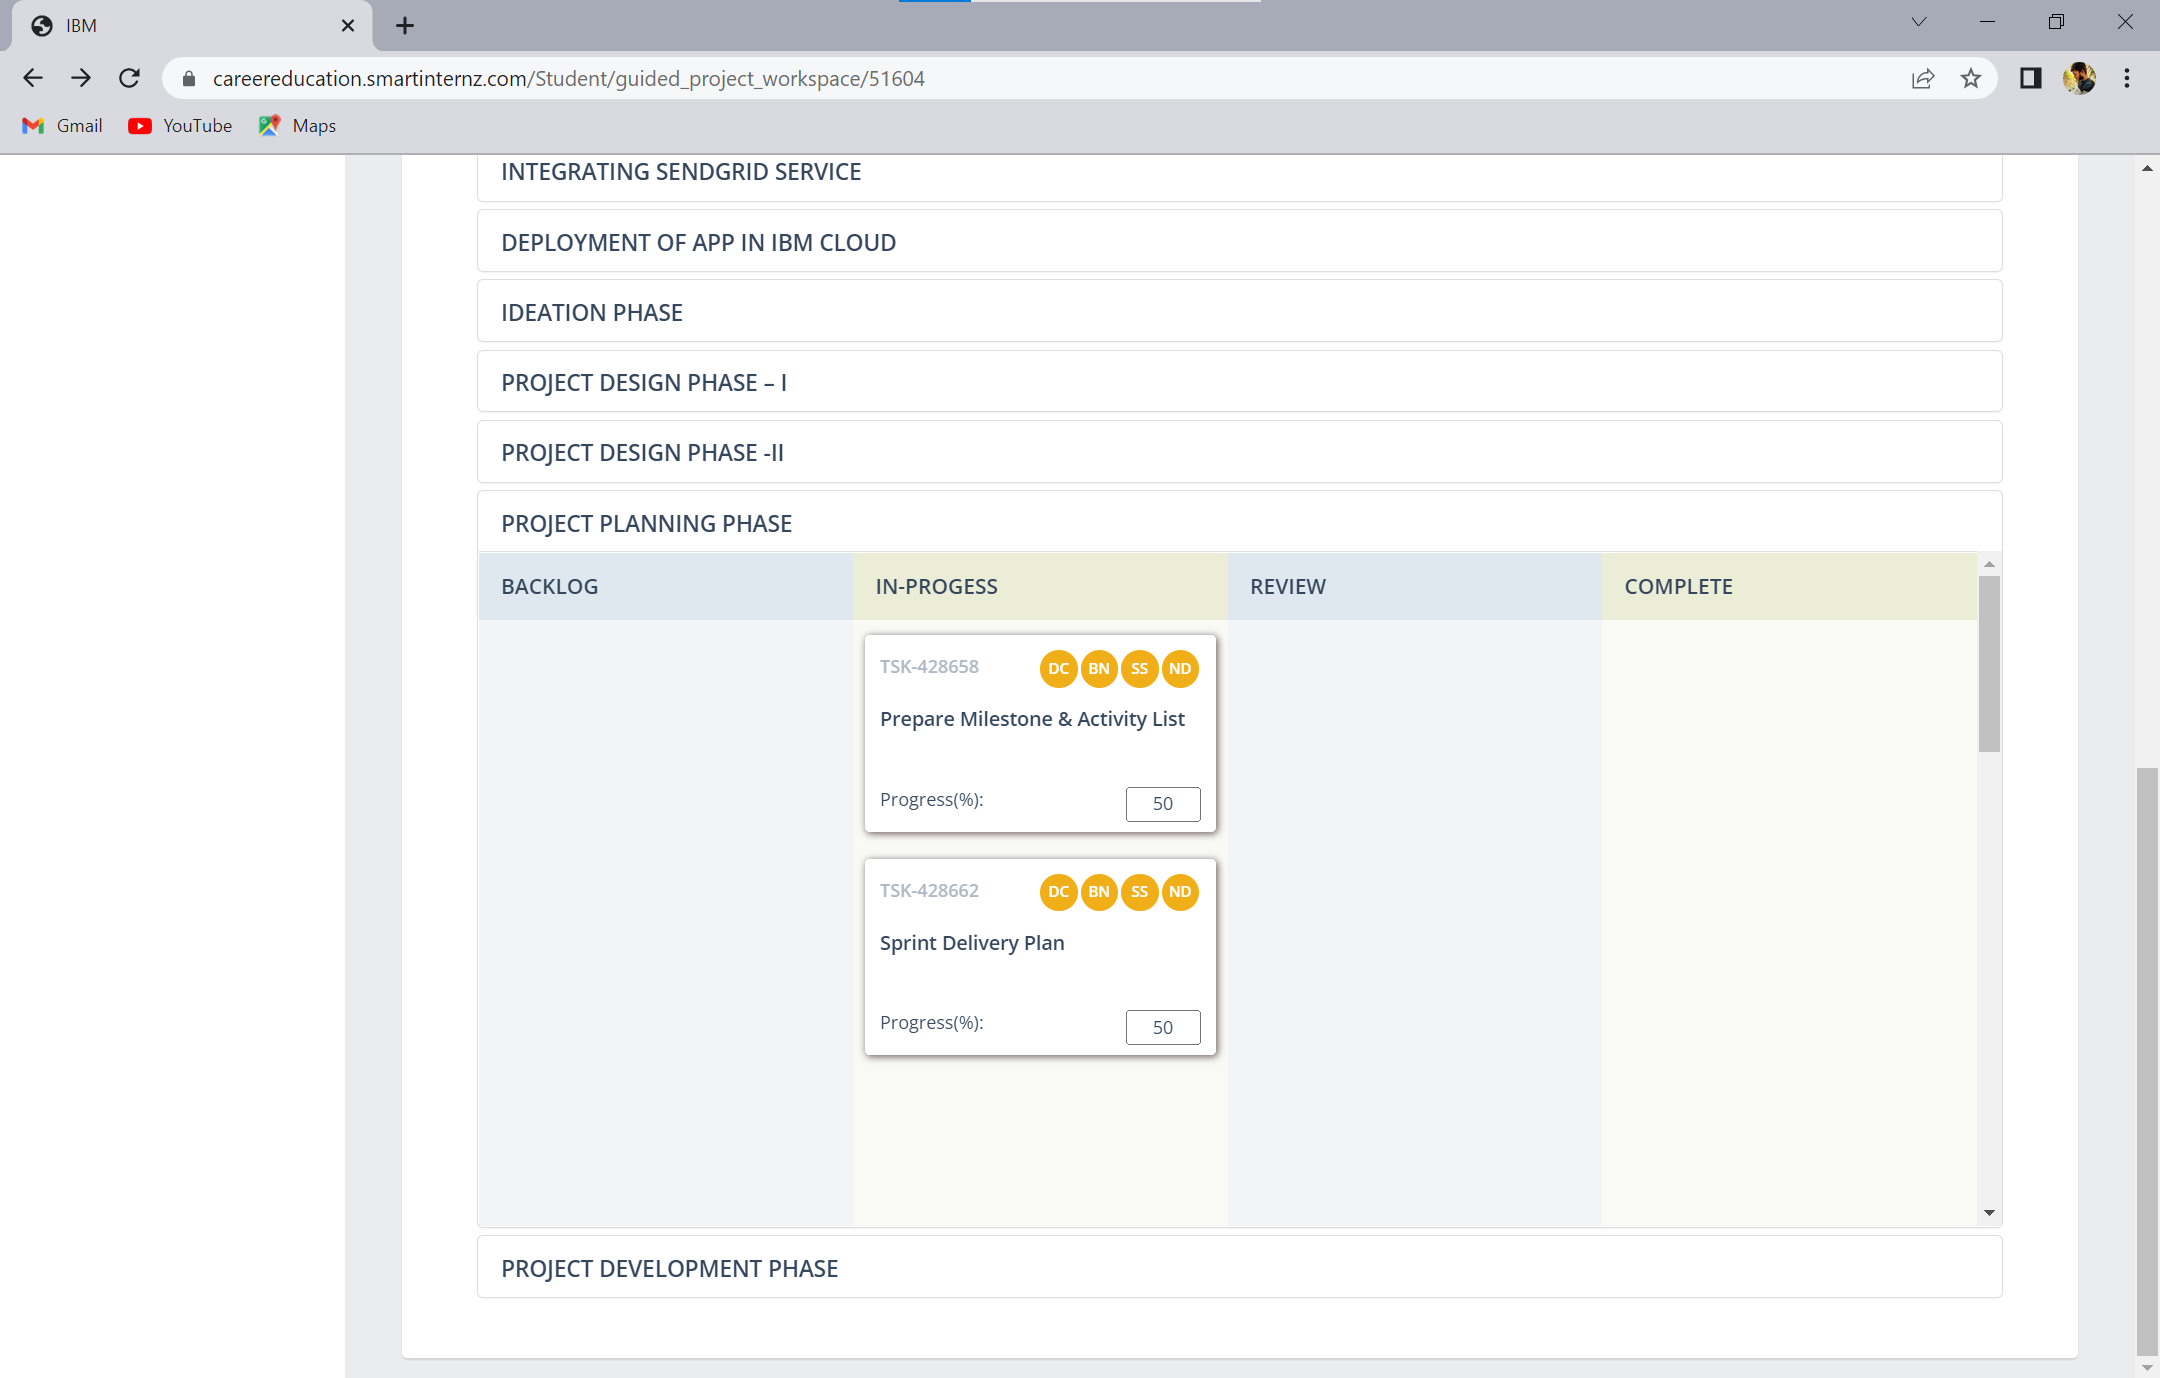 IBM
careereducation.smartinternz.com/Student/guided_project_workspace/51604
Gmail YouTube Maps
INTEGRATING SENDGRID SERVICE
DEPLOYMENT OF APP IN IBM CLOUD
IDEATION PHASE
PROJECT DESIGN PHASE – I
PROJECT DESIGN PHASE -II
PROJECT PLANNING PHASE
BACKLOG IN-PROGESS REVIEW COMPLETE
TSK-428658 DC BN SS ND
Prepare Milestone & Activity List
Progress(%): 50
TSK-428662 DC BN SS ND
Sprint Delivery Plan
Progress(%): 50
PROJECT DEVELOPMENT PHASE